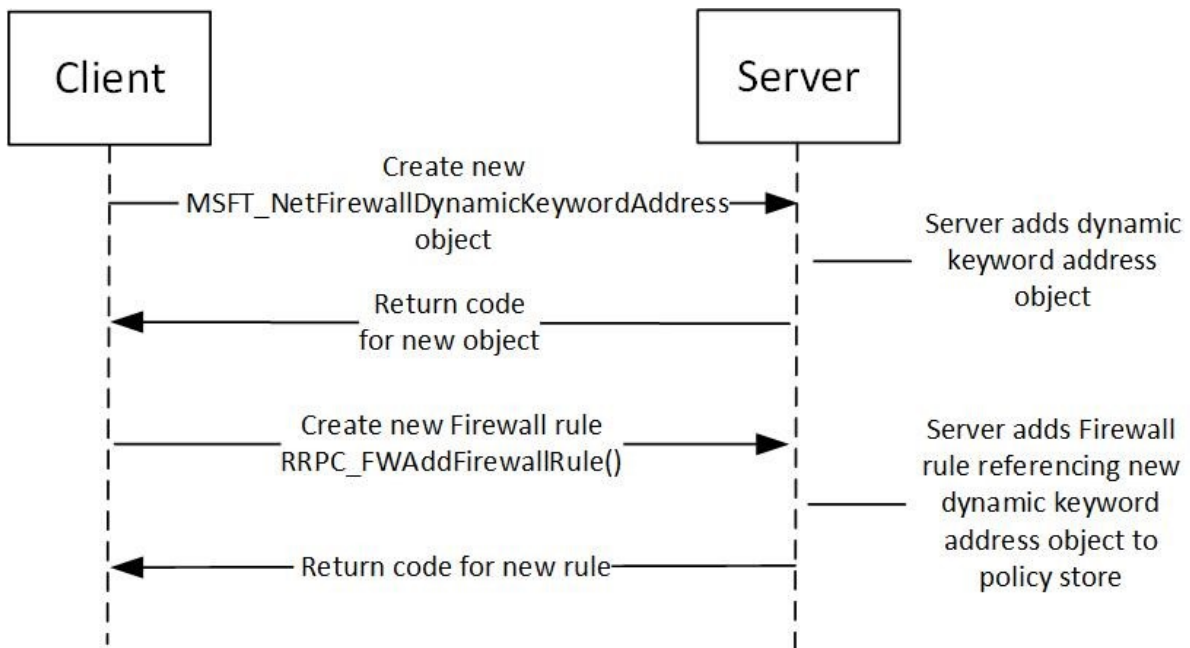 Client
Server
Create new
MSFT_NetFirewallDynamicKeywordAddress
object
Server adds dynamic
keyword address
object
Return code
for new object
Create new Firewall rule
RRPC_FWAddFirewallRule()
Server adds Firewall
rule referencing new
dynamic keyword
address object to
policy store
Return code for new rule